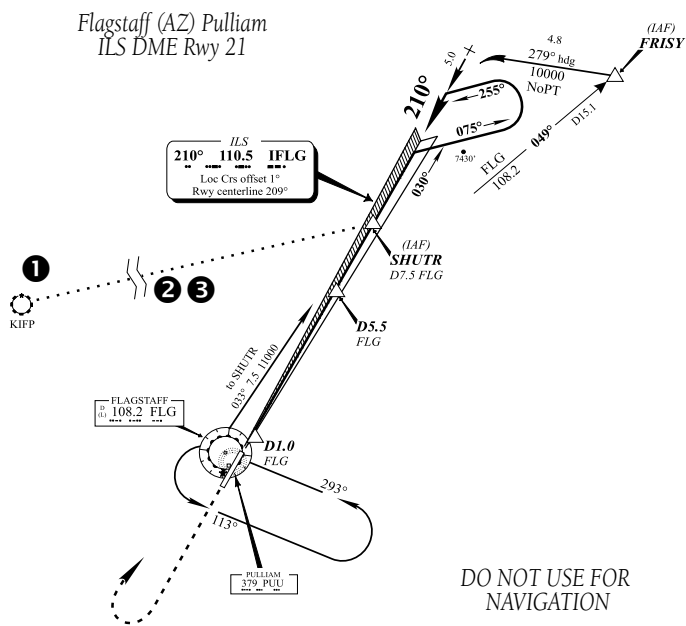 Flagstaff (AZ) Pulliam
ILS DME Rwy 21
(IAF)
FRISY
4.8
279° hdg
10000
NoPT
5.0
210°
255°
075°
7430'
030°
FLG
108.2
049°
D15.1
ILS
210° 110.5 IFLG
Loc Crs offset 1°
Rwy centerline 209°
(IAF)
SHUTR
D7.5 FLG
1
2 3
KIFP
D5.5
FLG
to SHUTR
033° 7.5 11000
FLAGSTAFF
D
(L)
108.2 FLG
D1.0
FLG
293°
113°
PULLIAM
379 PUU
DO NOT USE FOR
NAVIGATION